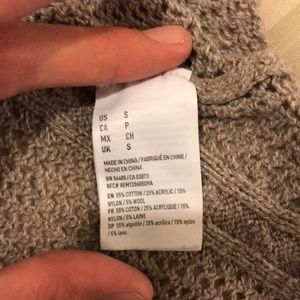 US S
CA P
MX CH
UK S
MADE IN CHINA / FABRIQUÉ EN CHINE /
HECHO EN CHINA
RN 54485/CA 03873
RFC#
EN 55% COTTON / 25% ACRYLIC / 15%
NYLON / 5% WOOL
FR 55% COTON / 25% ACRYLIQUE / 15%
NYLON / 5% LAINE
SP 55% algodón / 25% acrílico / 15% nylon
/ 5% lana